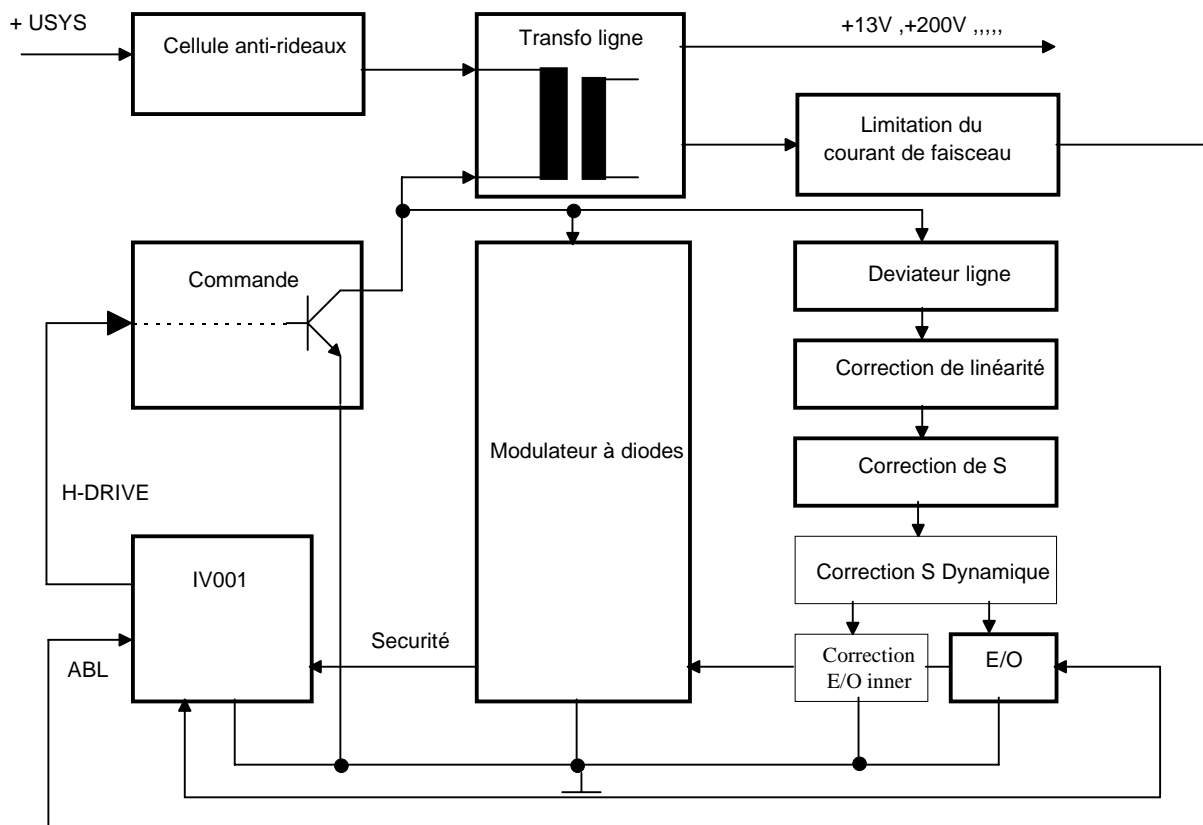 + USYS
Cellule anti-rideaux
Transfo ligne
+13V ,+200V ,,,,,
Limitation du
courant de faisceau
Commande
Deviateur ligne
Correction de linéarité
Modulateur à diodes
Correction de S
H-DRIVE
IV001
Correction S Dynamique
Securité
ABL
Correction
E/O inner
E/O